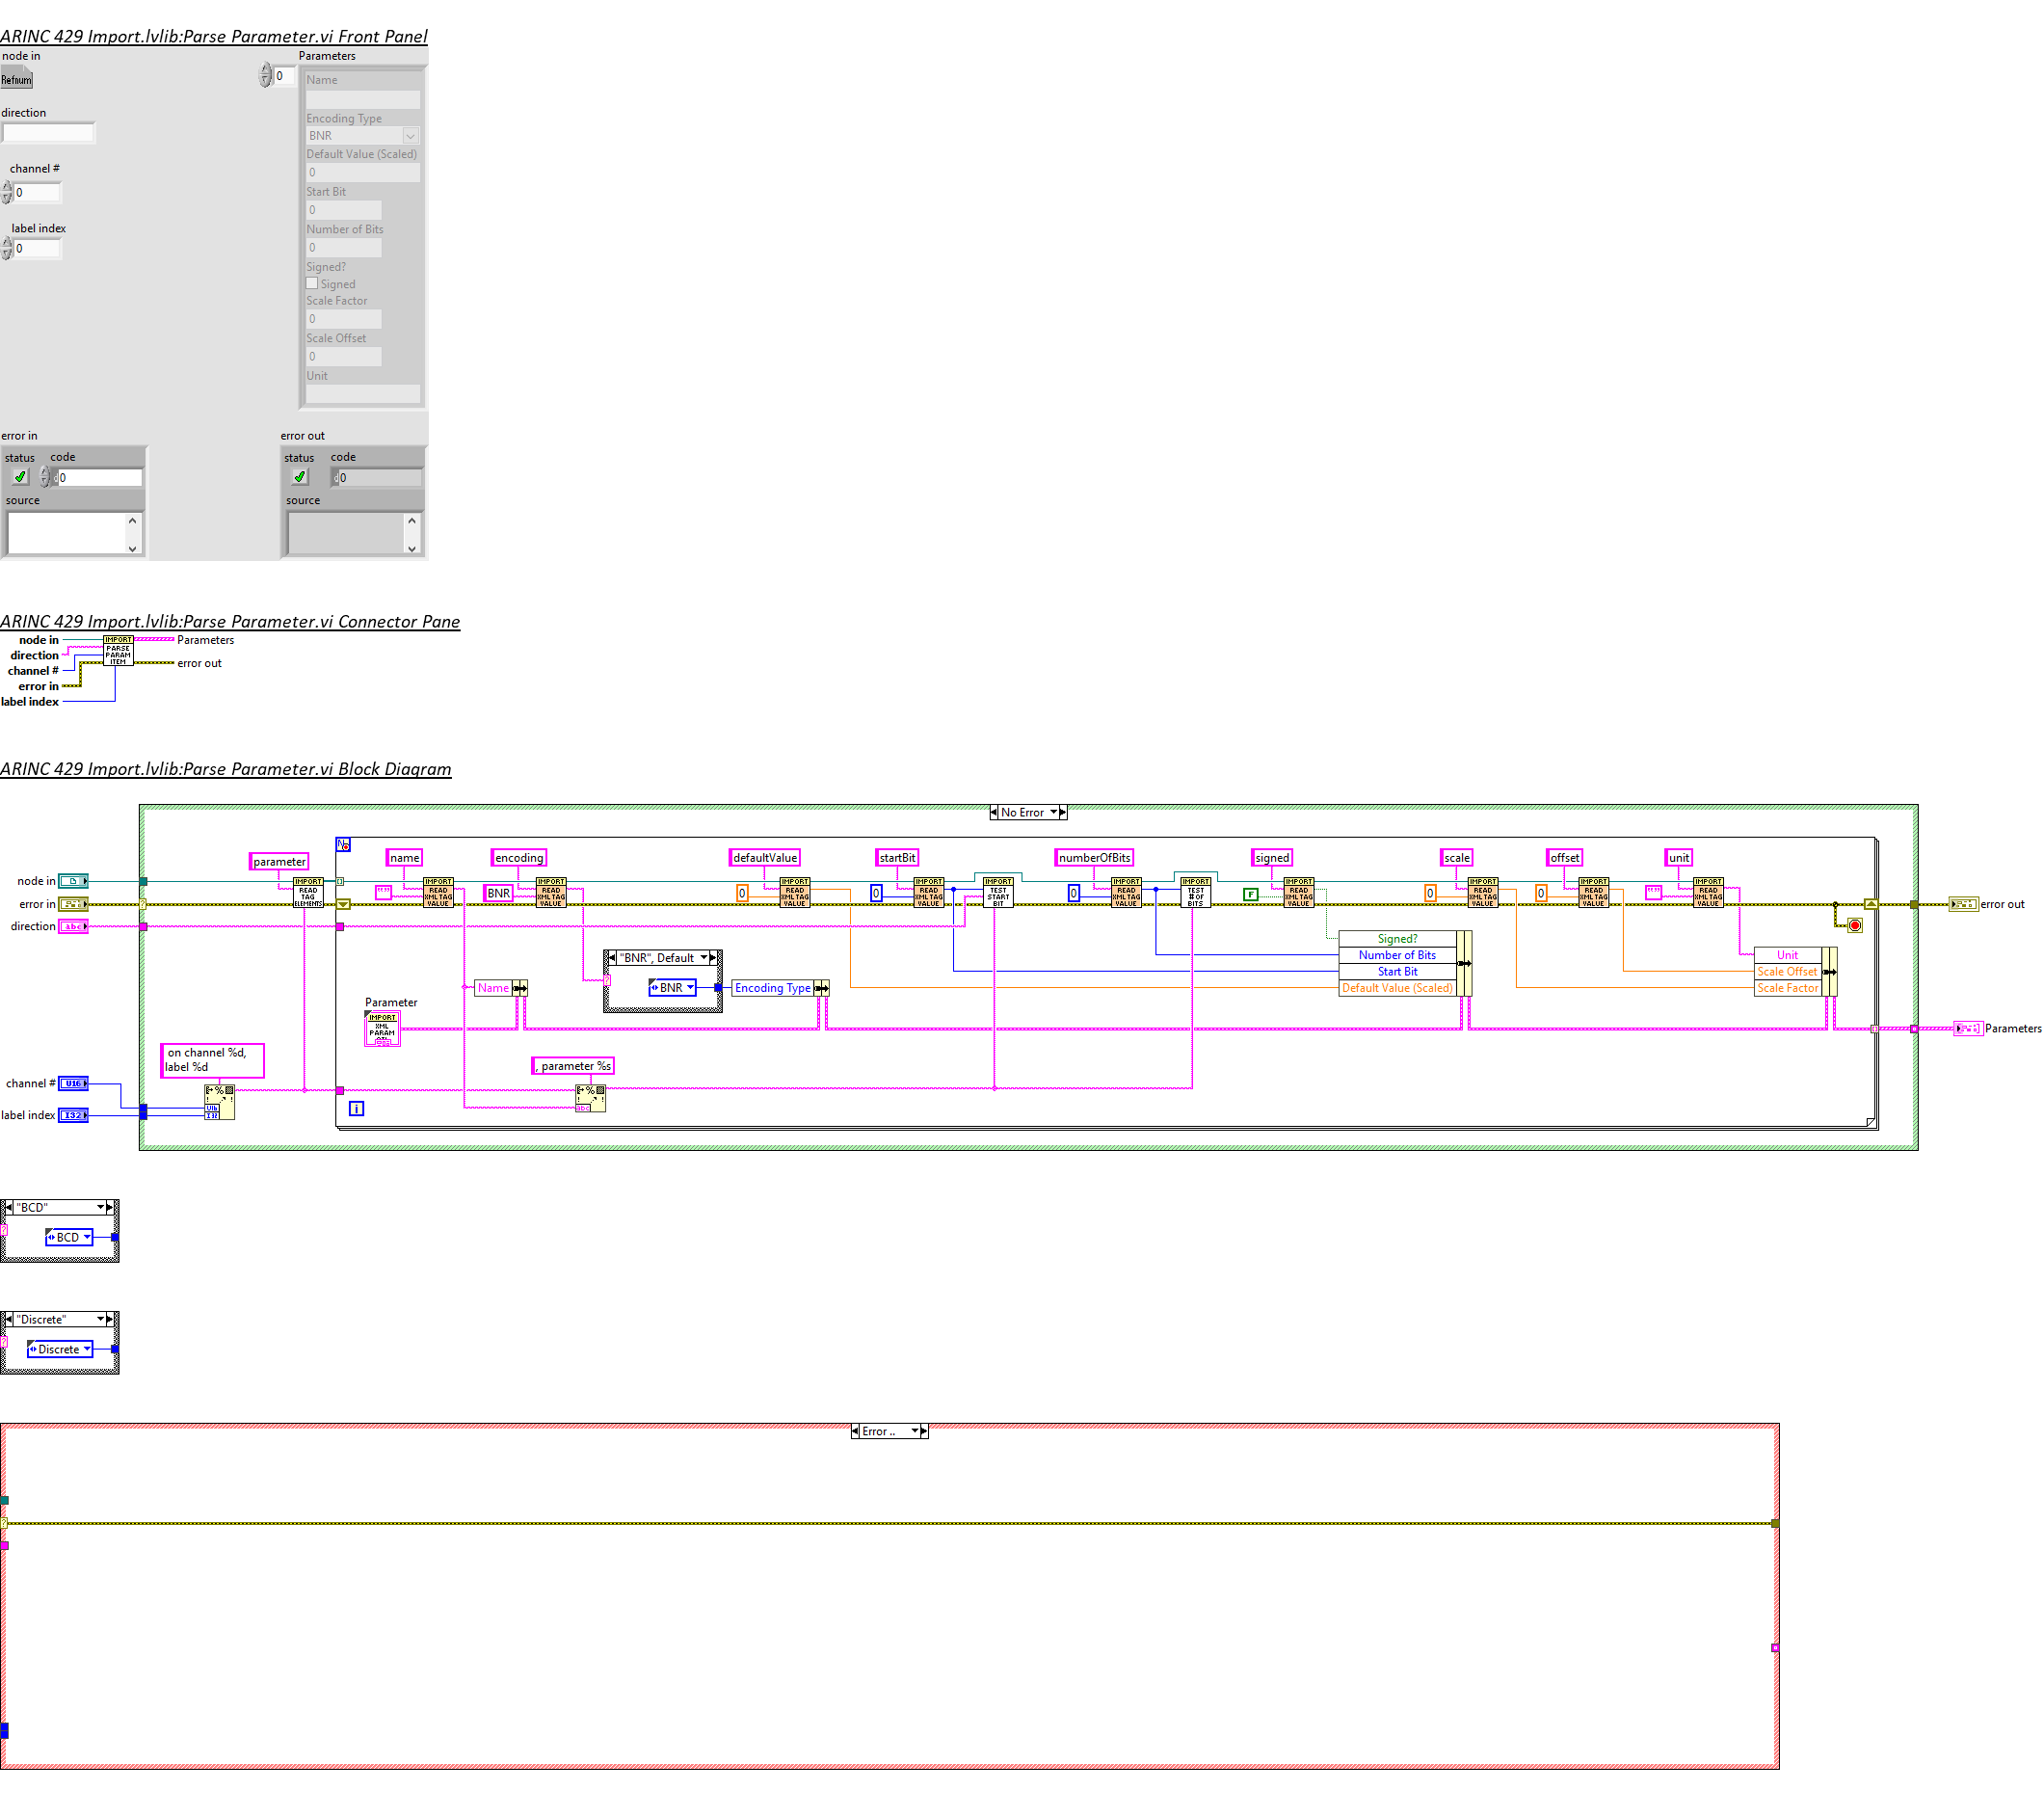 ARINC 429 Import.lvlib:Parse Parameter.vi Front Panel
node in
Refnum
direction
channel #
0
label index
0
0
Parameters
Name
Encoding Type
BNR
Default Value (Scaled)
0
Start Bit
0
Number of Bits
0
Signed?
Signed
Scale Factor
0
Scale Offset
0
Unit
error in
status code
0
source
error out
status code
0
source
ARINC 429 Import.lvlib:Parse Parameter.vi Connector Pane
node in
direction
channel #
error in
label index
IMPORT
PARSE
PARAM
ITEM
Parameters
error out
ARINC 429 Import.lvlib:Parse Parameter.vi Block Diagram
No Error
node in
error in
direction
abc
channel #
U16
label index
I32
parameter
IMPORT
READ
TAG
ELEMENTS
on channel %d,
label %d
U16
I32
N
i
name
IMPORT
READ
XML TAG
VALUE
encoding
BNR
IMPORT
READ
XML TAG
VALUE
defaultValue
0
IMPORT
READ
XML TAG
VALUE
startBit
0
IMPORT
READ
XML TAG
VALUE
IMPORT
TEST
START
BIT
numberOfBits
0
IMPORT
READ
XML TAG
VALUE
IMPORT
TEST
# OF
BITS
signed
F
IMPORT
READ
XML TAG
VALUE
scale
0
IMPORT
READ
XML TAG
VALUE
offset
0
IMPORT
READ
XML TAG
VALUE
unit
IMPORT
READ
XML TAG
VALUE
Parameter
IMPORT
XML
PARAM
Name
"BNR", Default
BNR
Encoding Type
, parameter %s
abc
Signed?
Number of Bits
Start Bit
Default Value (Scaled)
Unit
Scale Offset
Scale Factor
error out
Parameters
"BCD"
BCD
"Discrete"
Discrete
Error ..